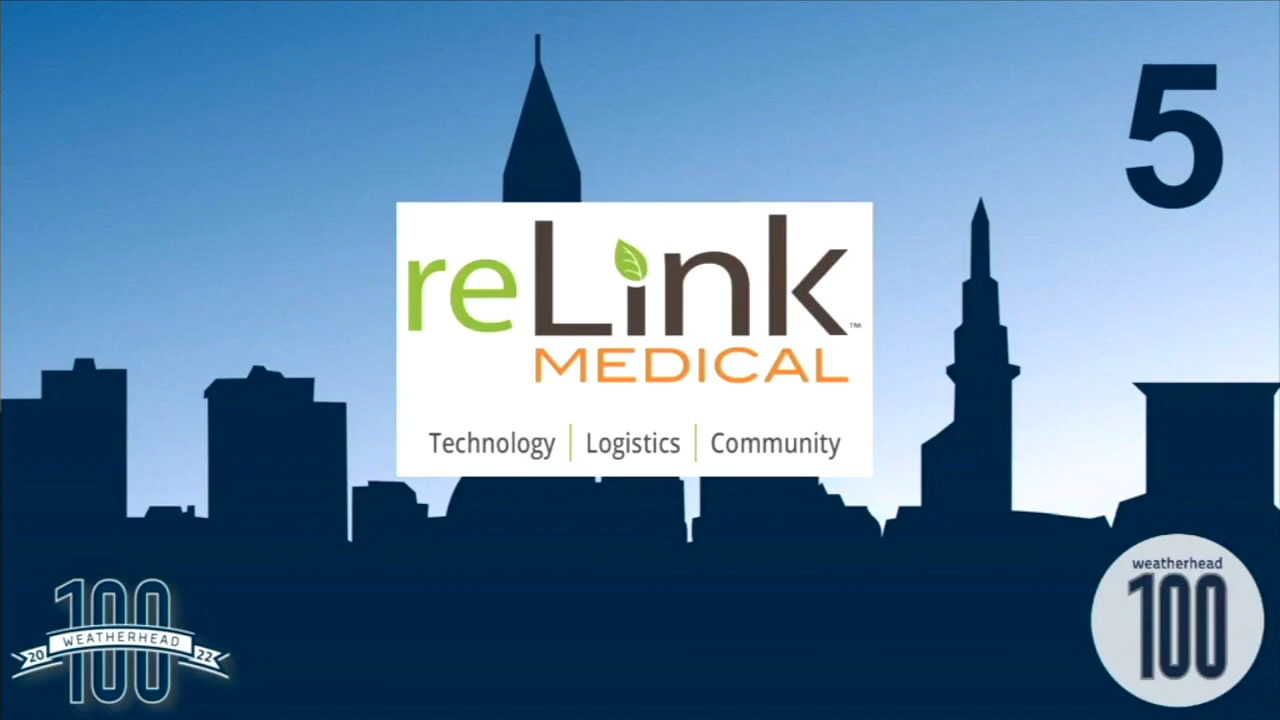 5
reLink™
MEDICAL
Technology | Logistics | Community
100
WEATHERHEAD
20 22
weatherhead
100